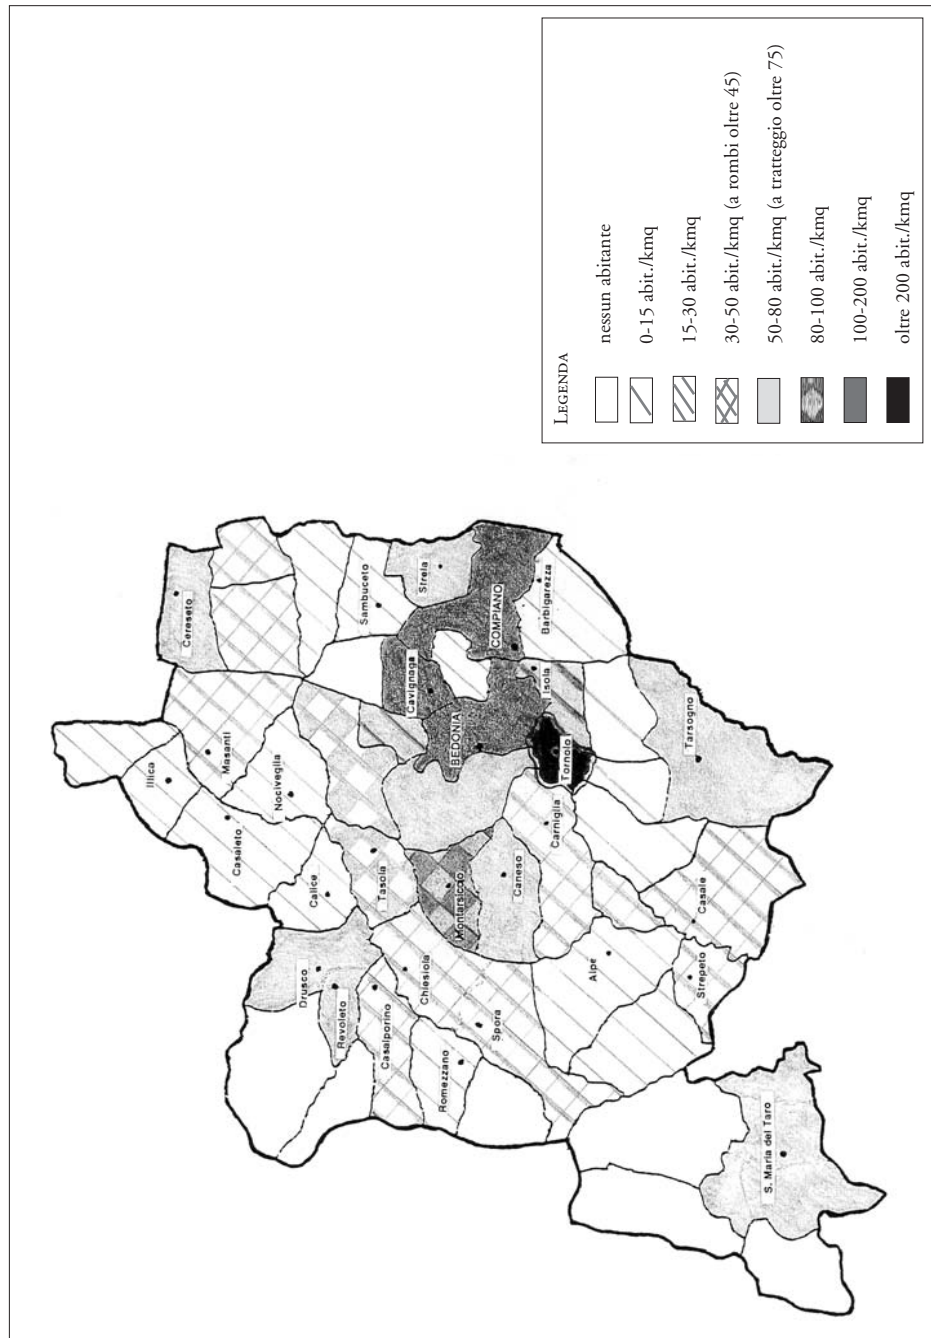 LEGENDA
nessun abitante
0-15 abit./kmq
15-30 abit./kmq
30-50 abit./kmq (a rombi oltre 45)
50-80 abit./kmq (a tratteggio oltre 75)
80-100 abit./kmq
100-200 abit./kmq
oltre 200 abit./kmq
Cereseto
Illica
Masanti
Casaleto
Nociveglia
Sambuceto
Calice
Strela
Tasola
Cavignaga
COMPIANO
Drusco
Revoleto
BEDONIA
Barbigarezza
Montarsiccio
Isola
Casalporino
Chiesiola
Caneso
Tornolo
Carniglia
Romezzano
Spora
Alpe
Tarsogno
Casale
Strepeto
S. Maria del Taro